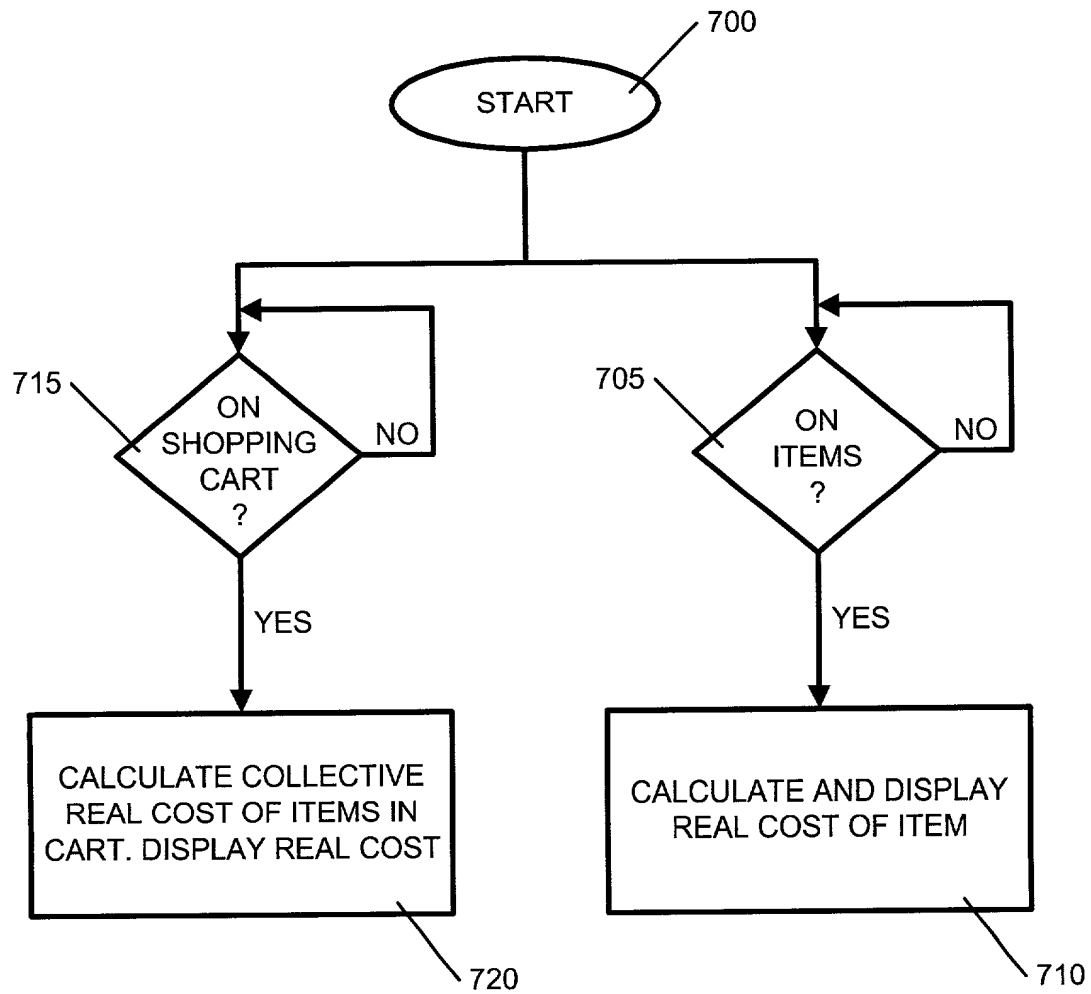 700
START
715
ON
SHOPPING
CART
?
NO
705
ON
ITEMS
?
NO
YES
YES
CALCULATE COLLECTIVE
REAL COST OF ITEMS IN
CART. DISPLAY REAL COST
CALCULATE AND DISPLAY
REAL COST OF ITEM
720
710